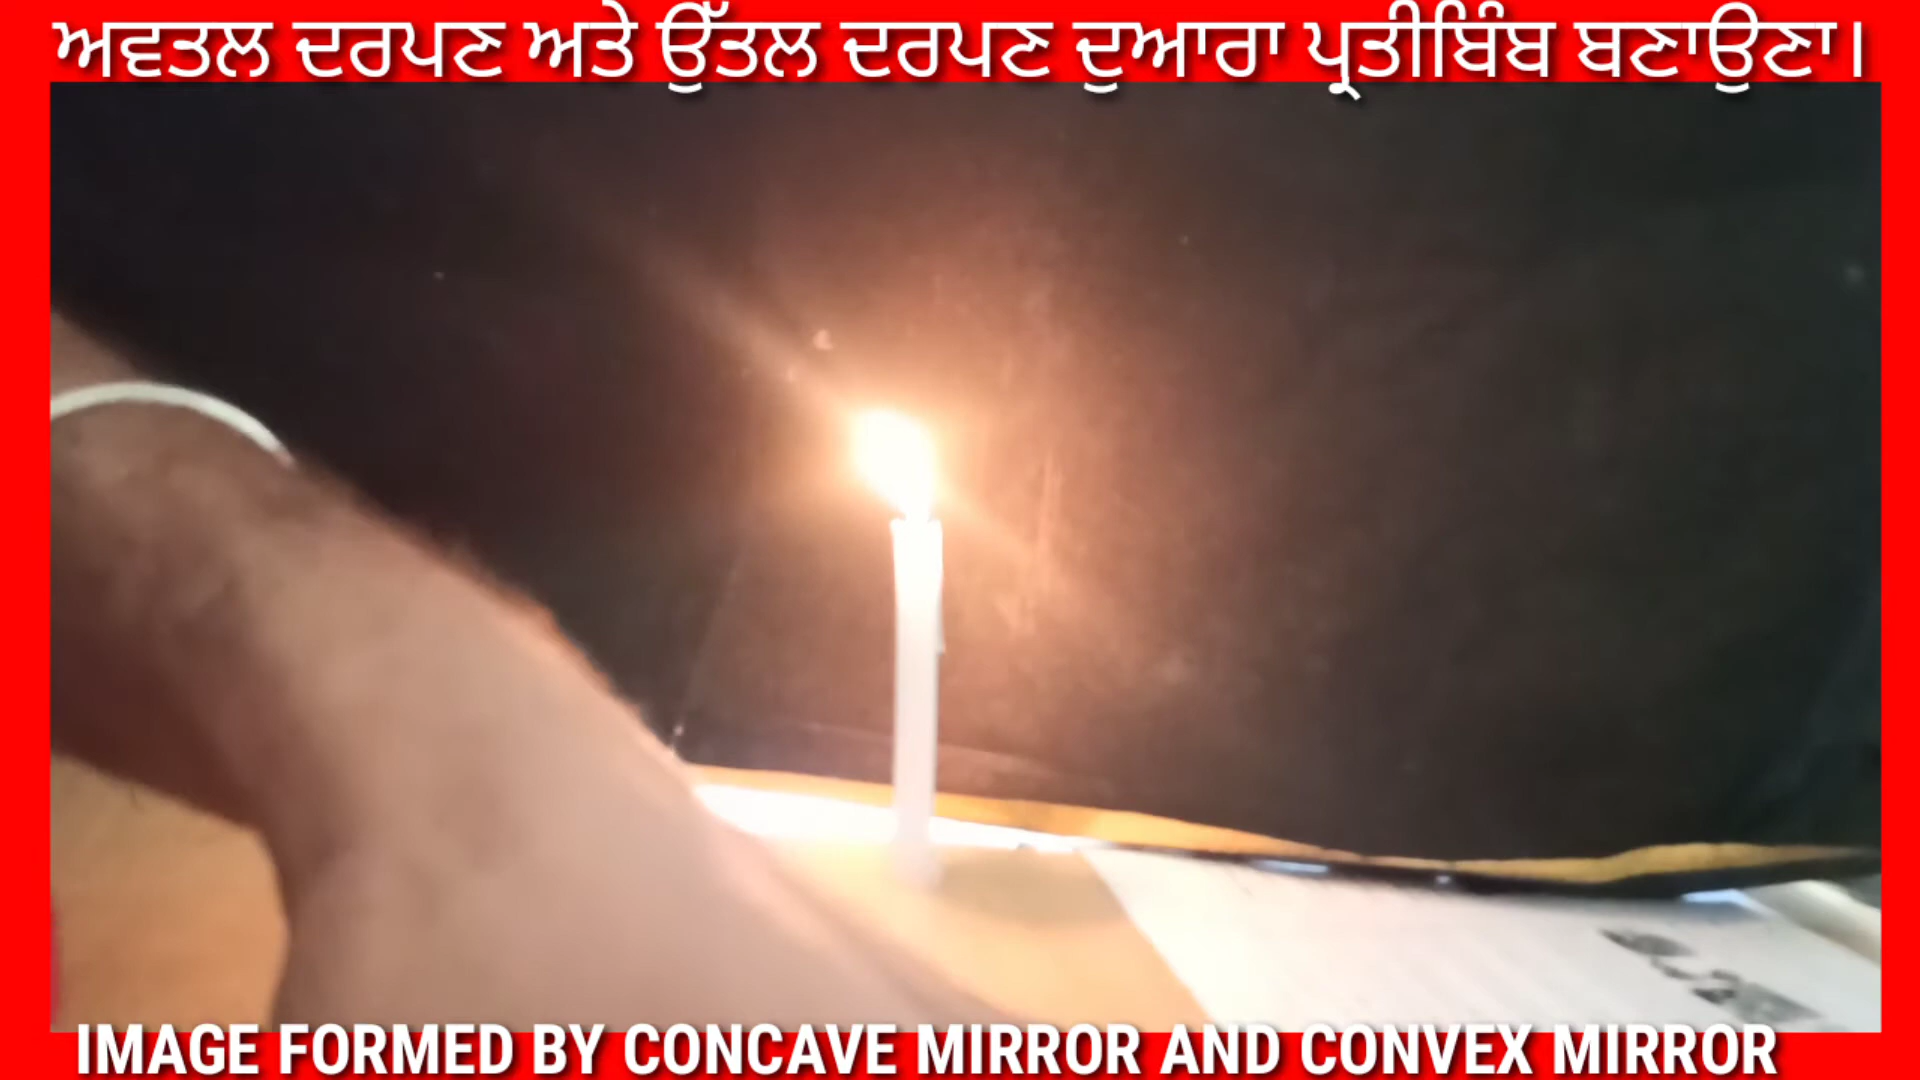 ਅਵਤਲ ਦਰਪਣ ਅਤੇ ਉੱਤਲ ਦਰਪਣ ਦੁਆਰਾ ਪ੍ਰਤੀਬਿੰਬ ਬਣਾਉਣਾ।
IMAGE FORMED BY CONCAVE MIRROR AND CONVEX MIRROR